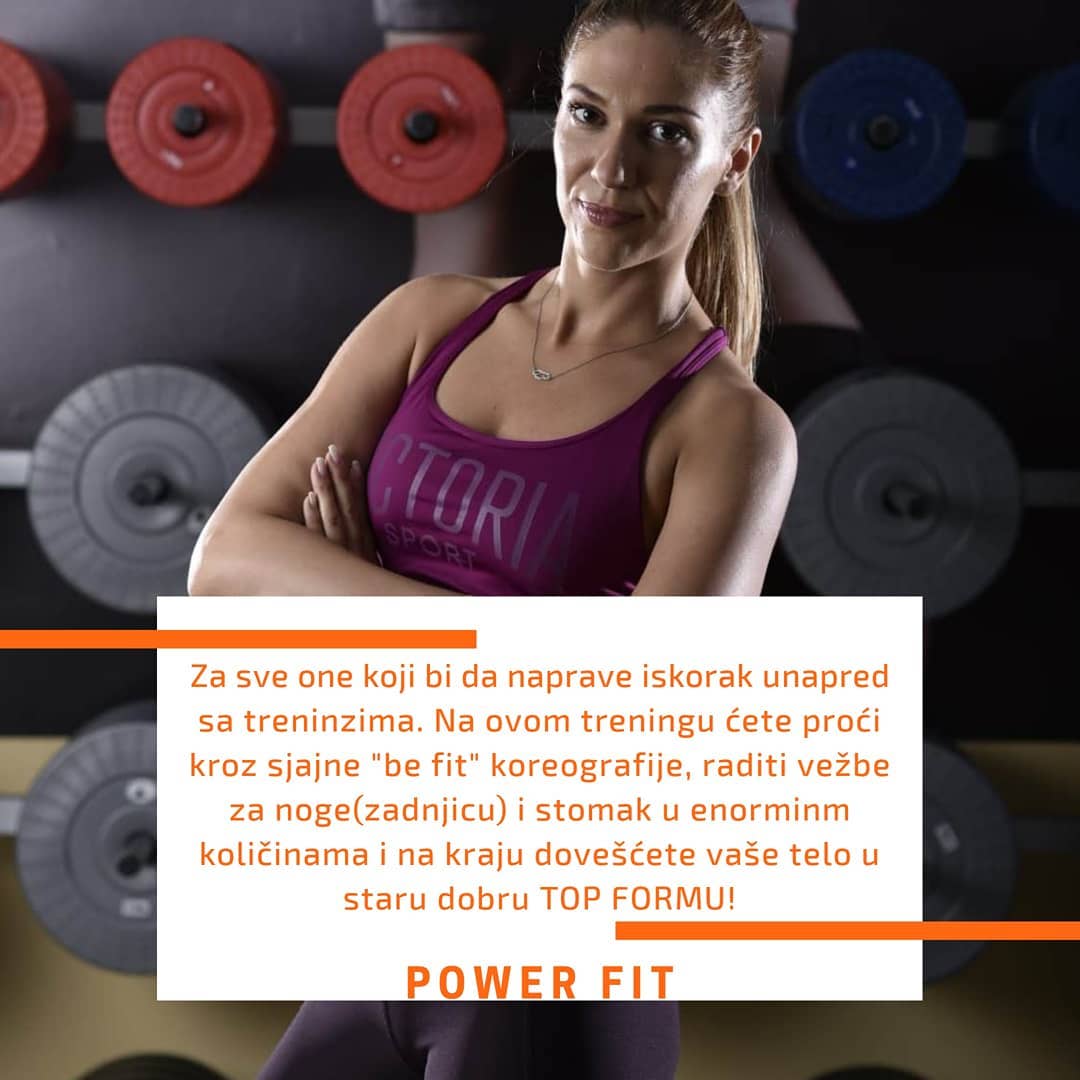 CTORIA
SPORT
Za sve one koji bi da naprave iskorak unapred
sa treninzima. Na ovom treningu ćete proći
kroz sjajne "be fit" koreografije, raditi vežbe
za noge(zadnjicu) i stomak u enorminm
količinama i na kraju dovešćete vaše telo u
staru dobru TOP FORMU!
POWER FIT